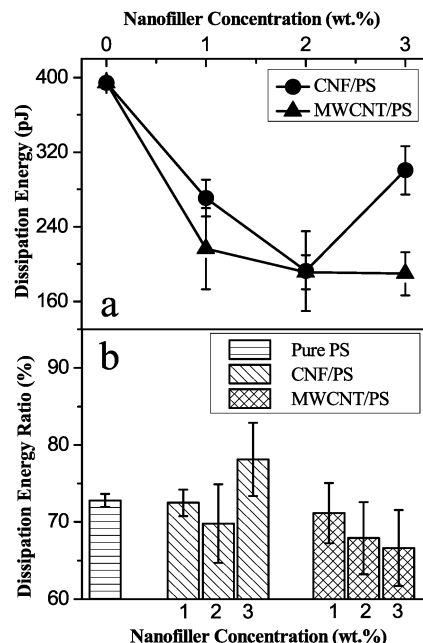 Nanofiller Concentration (wt.%)
0 1 2 3
Dissipation Energy (pJ)
400
320
240
160
CNF/PS
MWCNT/PS
a
b
Dissipation Energy Ratio (%)
90
80
70
60
Pure PS
CNF/PS
MWCNT/PS
1 2 3 1 2 3
Nanofiller Concentration (wt.%)